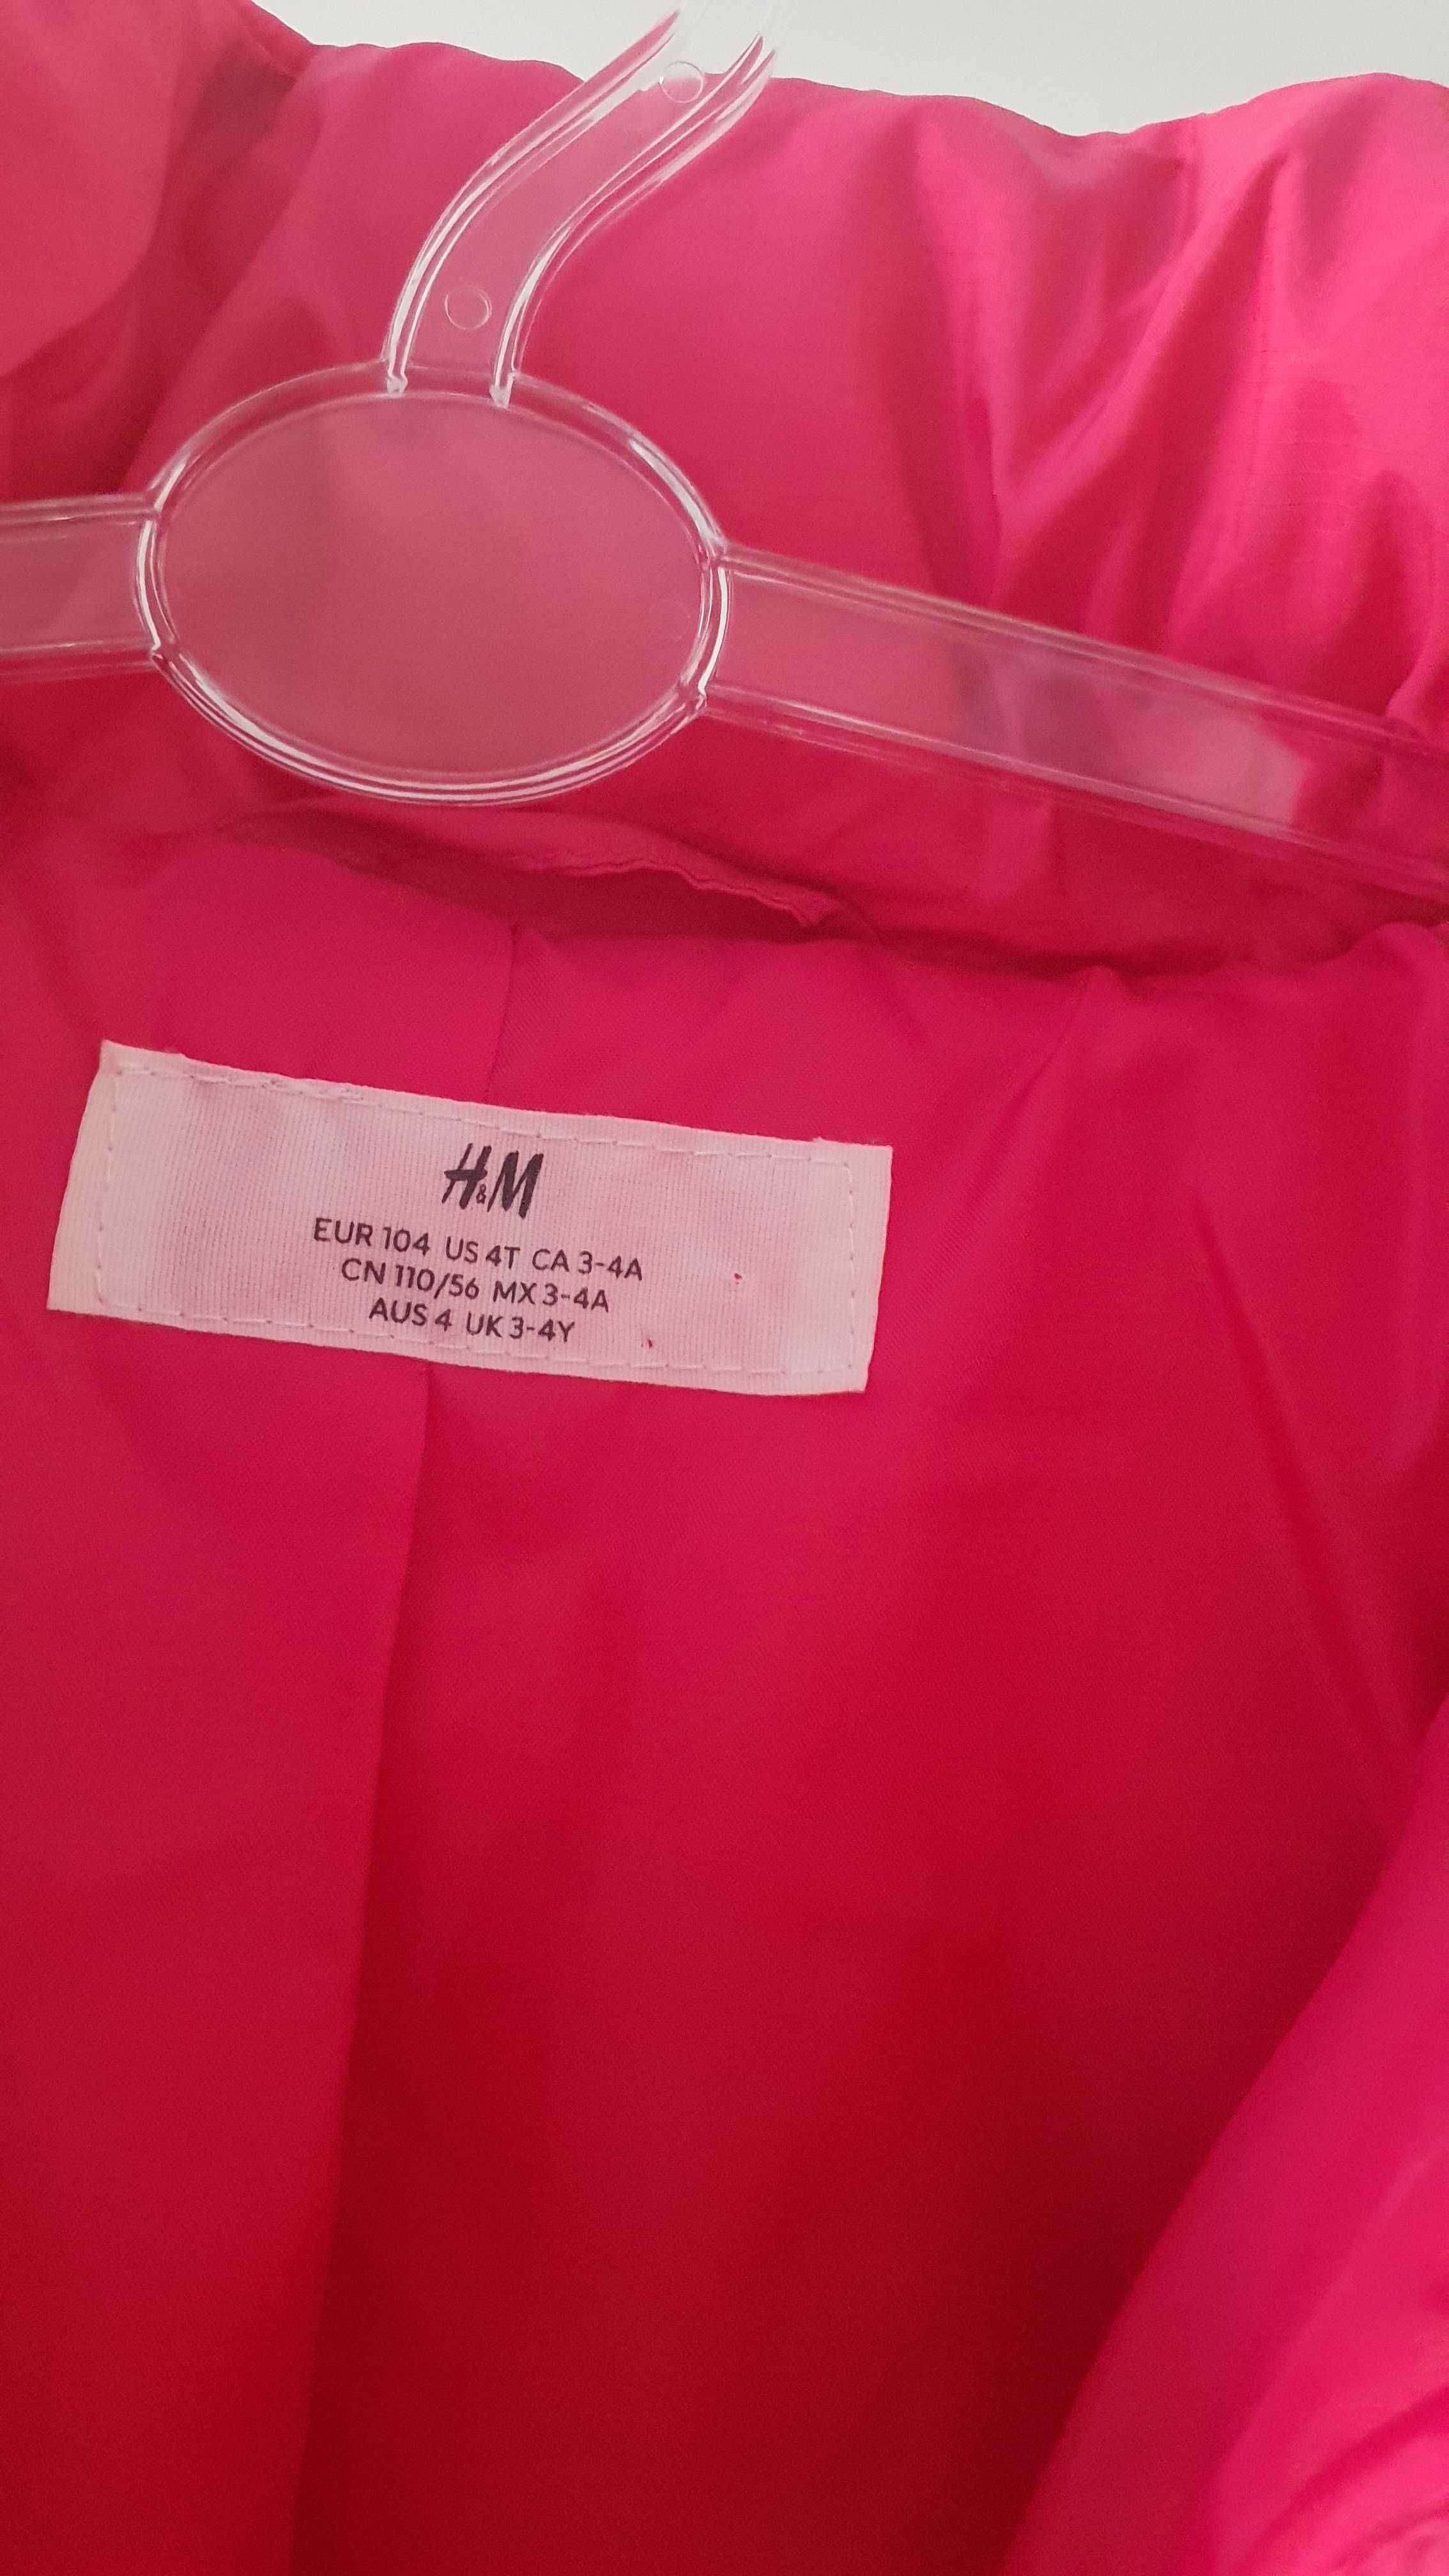 H&M
EUR 104 US 4T CA 3-4A
CN 110/56 MX 3-4A
AUS 4 UK 3-4Y